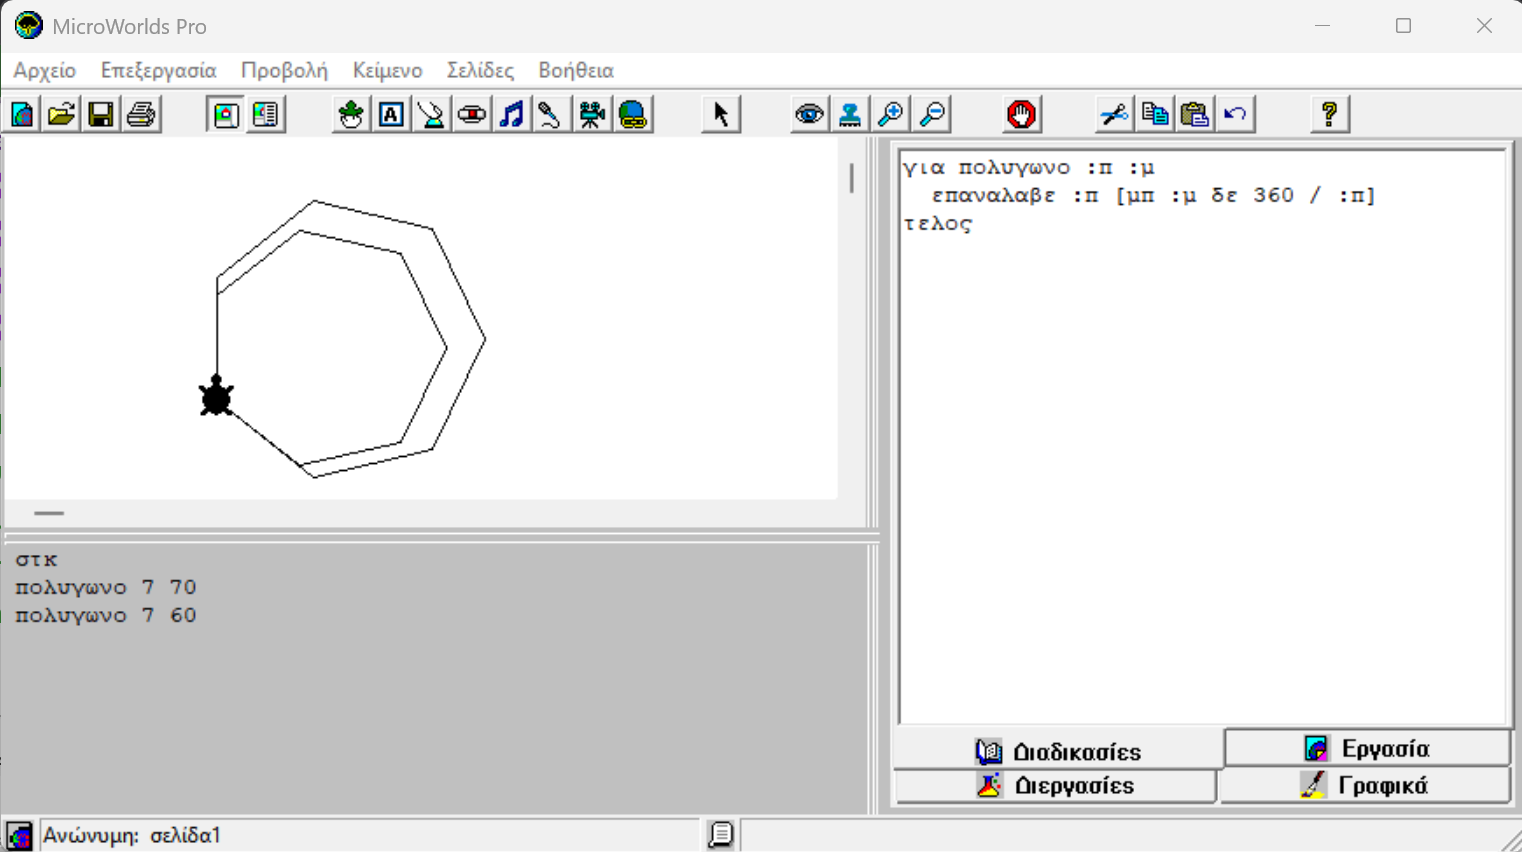 MicroWorlds Pro
Αρχείο Επεξεργασία Προβολή Κείμενο Σελίδες Βοήθεια
για πολυγωνο :π :μ
επαναλαβε :π [μπ :μ δε 360 / :π]
τελος
στκ
πολυγωνο 7 70
πολυγωνο 7 60
Διαδικασίες
Εργασία
Διεργασίες
Γραφικά
Ανώνυμη: σελίδα1